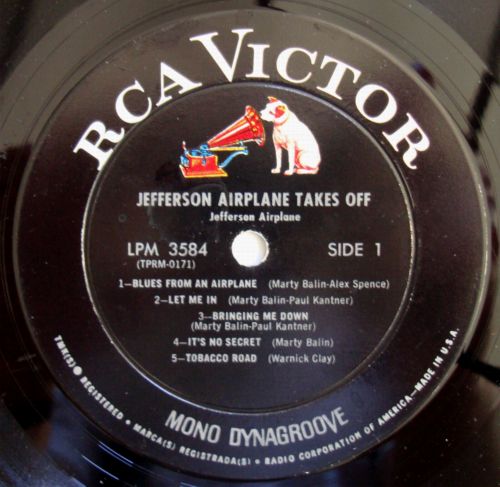 RCA VICTOR
JEFFERSON AIRPLANE TAKES OFF
Jefferson Airplane
LPM 3584
SIDE 1
(TPRM-0171)
1—BLUES FROM AN AIRPLANE (Marty Balin-Alex Spence)
2—LET ME IN (Marty Balin-Paul Kantner)
3—BRINGING ME DOWN
(Marty Balin-Paul Kantner)
4—IT'S NO SECRET (Marty Balin)
5—TOBACCO ROAD (Warnick Clay)
MONO DYNAGROOVE
TMK(S) ® REGISTERED • MARCA(S) REGISTRADA(S) • RADIO CORPORATION OF AMERICA—MADE IN U.S.A.